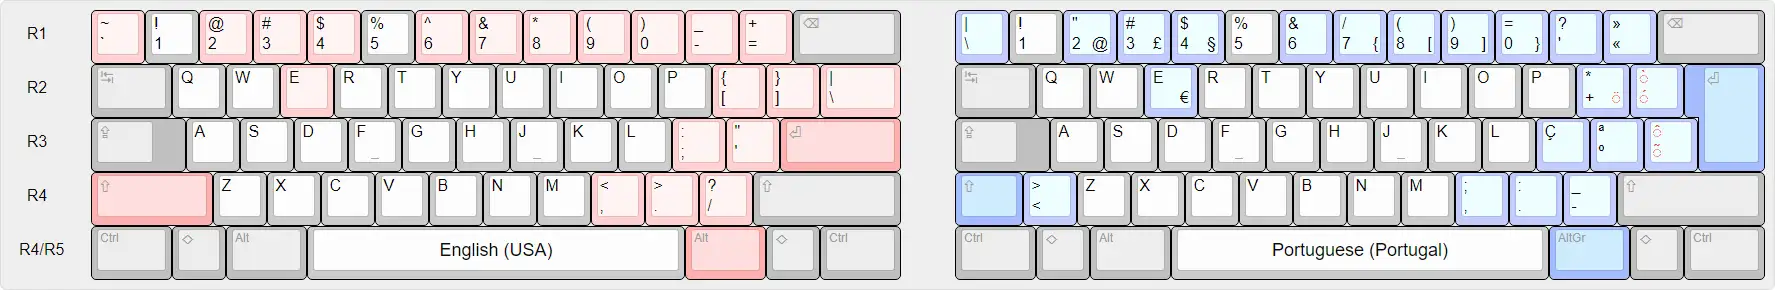 R1 ~ ! @ # $ % ^ & * ( ) _ + ⌫ | ! " # $ % & / ( ) = ? » ⌫
` 1 2 3 4 5 6 7 8 9 0 - = \ 1 2 @ 3 £ 4 § 5 6 7 { 8 [ 9 ] 0 } ' «
R2 ↹ Q W E R T Y U I O P { } | ↹ Q W E R T Y U I O P * ◌̇ ⏎
[ ] \ € + ◌̈ ◌́
R3 ⇪ A S D F G H J K L : " ⏎ ⇪ A S D F G H J K L Ç ª ◌̂
_ _ ; ' _ _ º ◌̃
R4 ⇧ Z X C V B N M < > ? ⇧ ⇧ > Z X C V B N M ; : _ ⇧
, . / < , . -
R4/R5 Ctrl ◇ Alt English (USA) Alt ◇ Ctrl Ctrl ◇ Alt Portuguese (Portugal) AltGr ◇ Ctrl